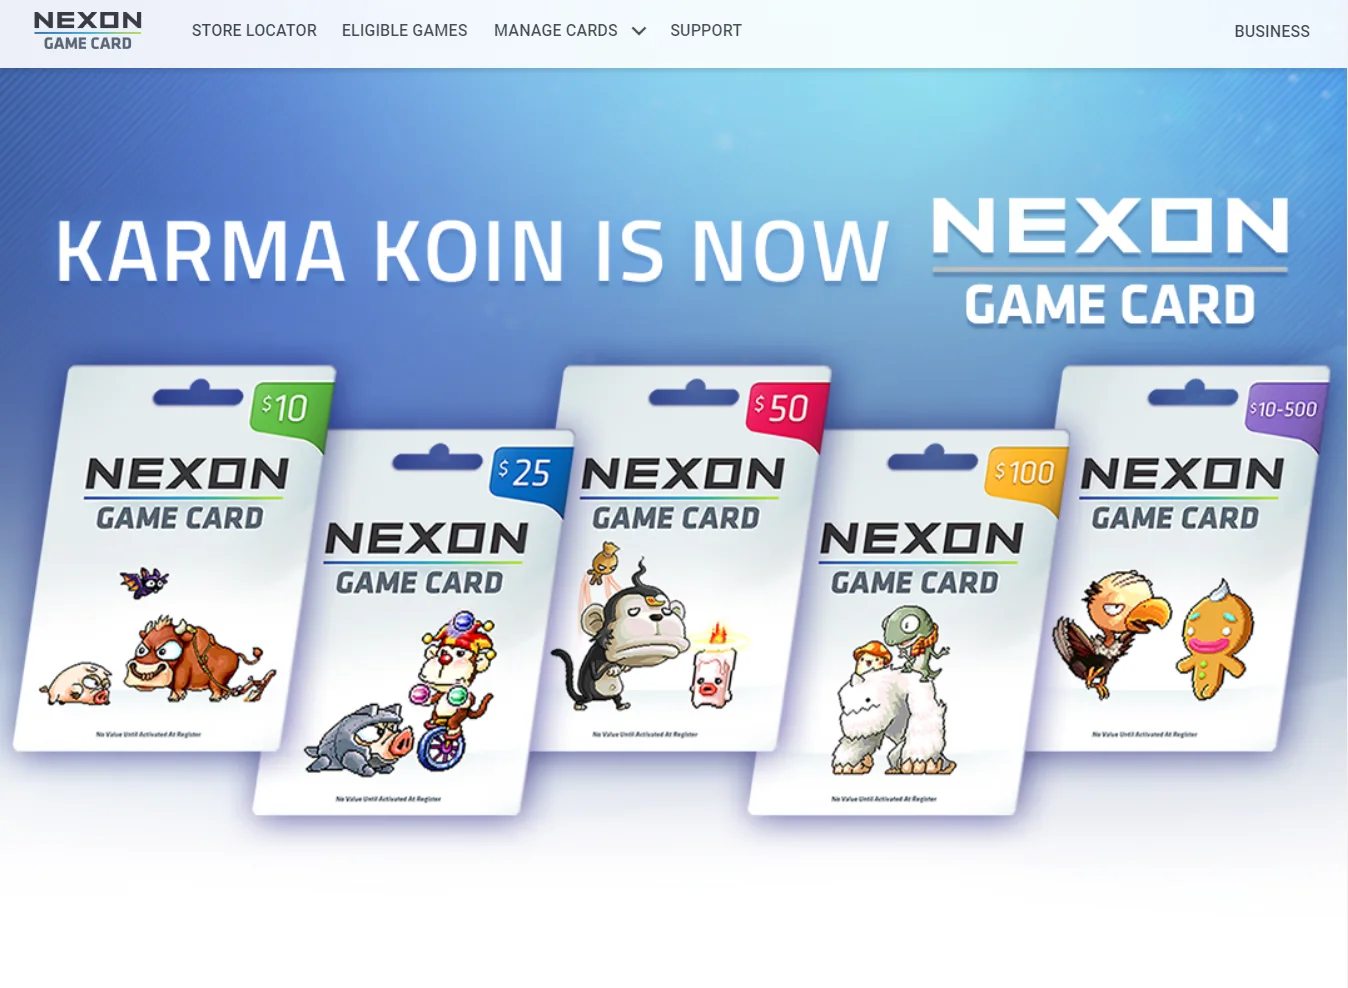 NEXON
GAME CARD
STORE LOCATOR
ELIGIBLE GAMES
MANAGE CARDS
SUPPORT
BUSINESS
KARMA KOIN IS NOW
NEXON
GAME CARD
$10
NEXON
GAME CARD
No Value Until Activated At Register
$25
NEXON
GAME CARD
No Value Until Activated At Register
$50
NEXON
GAME CARD
No Value Until Activated At Register
$100
NEXON
GAME CARD
No Value Until Activated At Register
$10-500
NEXON
GAME CARD
No Value Until Activated At Register